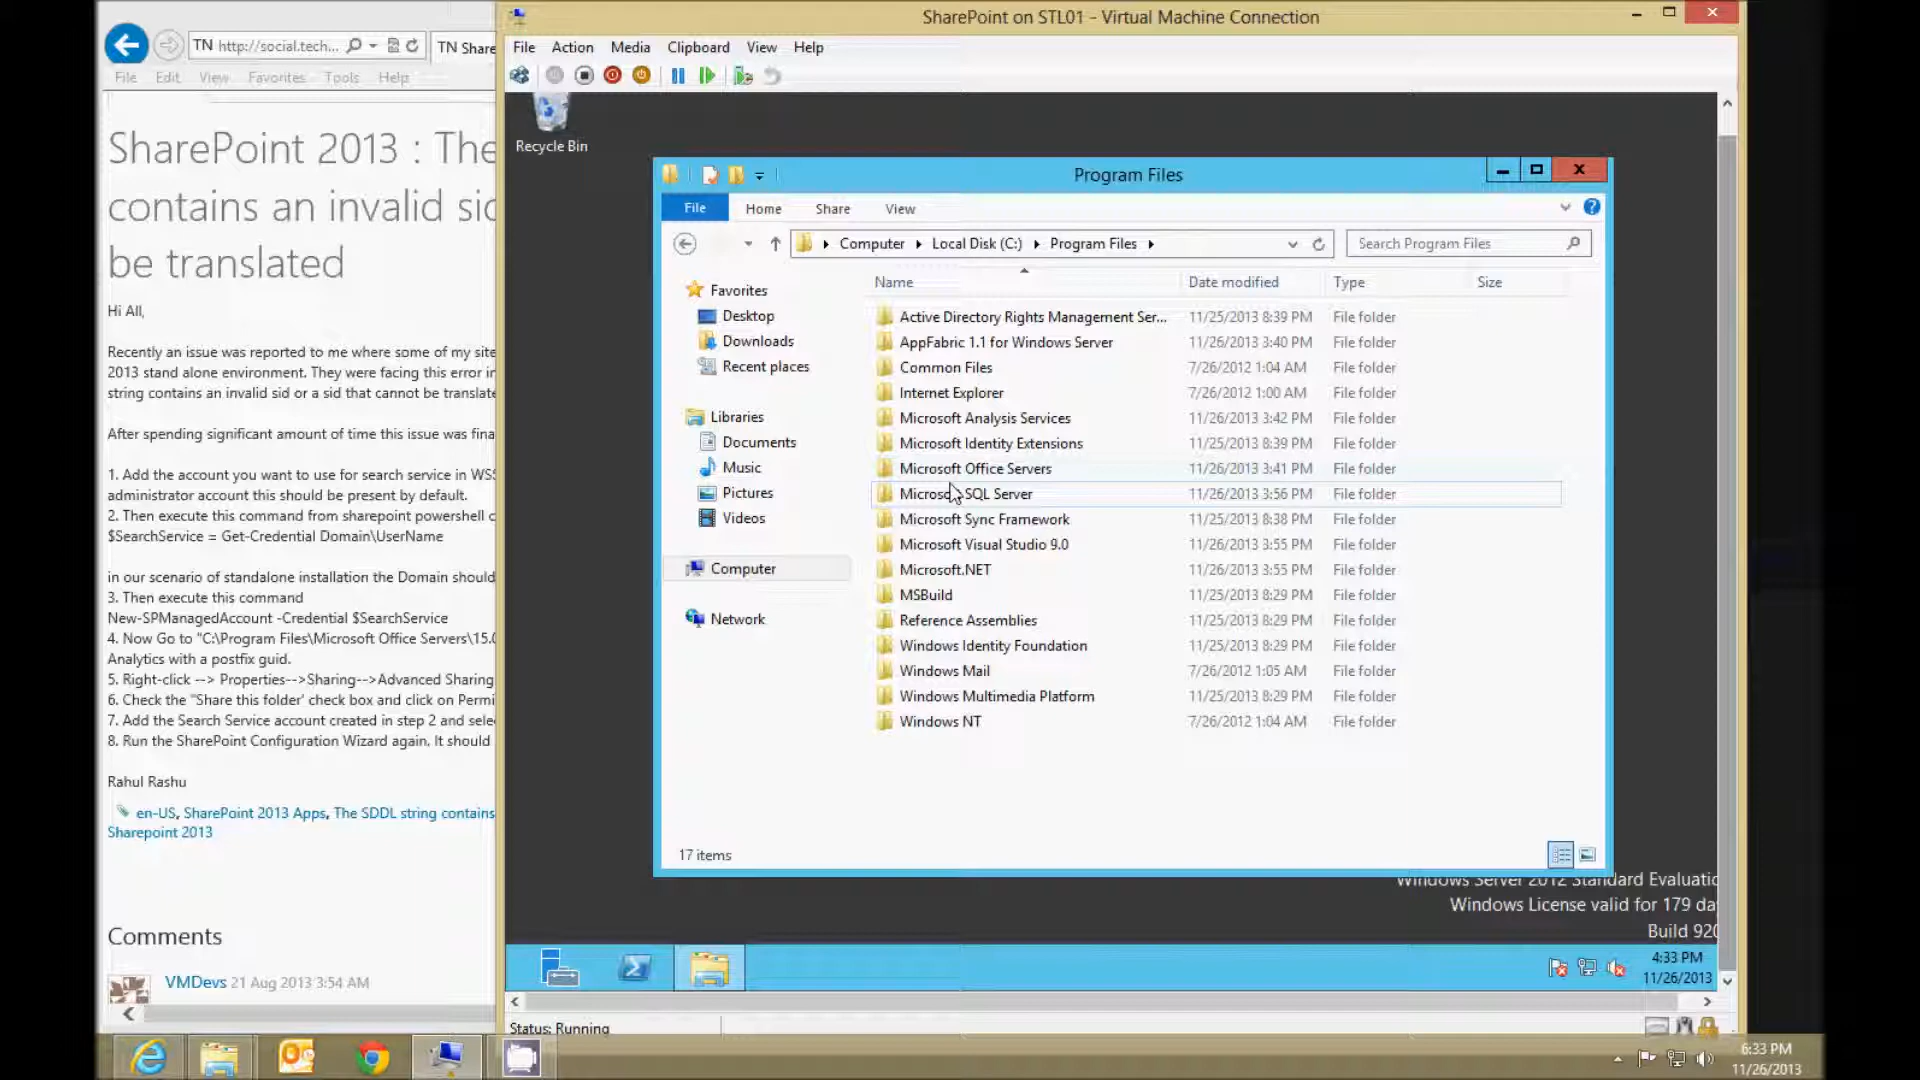 SharePoint on STL01 - Virtual Machine Connection
TN http://social.tech...
TN Share
File Edit View Favorites Tools Help
File Action Media Clipboard View Help
SharePoint 2013 : The
contains an invalid sid
be translated
Hi All,
Recently an issue was reported to me where some of my site
2013 stand alone environment. They were facing this error in
string contains an invalid sid or a sid that cannot be translate
After spending significant amount of time this issue was fina
1. Add the account you want to use for search service in WSS
administrator account this should be present by default.
2. Then execute this command from sharepoint powershell c
$SearchService = Get-Credential Domain\UserName
in our scenario of standalone installation the Domain should
3. Then execute this command
New-SPManagedAccount -Credential $SearchService
4. Now Go to "C:\Program Files\Microsoft Office Servers\15.0
Analytics with a postfix guid.
5. Right-click --> Properties-->Sharing-->Advanced Sharing
6. Check the "Share this folder' check box and click on Permi
7. Add the Search Service account created in step 2 and sele
8. Run the SharePoint Configuration Wizard again. It should
Rahul Rashu
en-US, SharePoint 2013 Apps, The SDDL string contains
Sharepoint 2013
Comments
VMDevs 21 Aug 2013 3:54 AM
Recycle Bin
Program Files
File Home Share View
Computer Local Disk (C:) Program Files
Search Program Files
Name Date modified Type Size
Favorites
Desktop
Downloads
Recent places
Libraries
Documents
Music
Pictures
Videos
Computer
Network
Active Directory Rights Management Ser... 11/25/2013 8:39 PM File folder
AppFabric 1.1 for Windows Server 11/26/2013 3:40 PM File folder
Common Files 7/26/2012 1:04 AM File folder
Internet Explorer 7/26/2012 1:00 AM File folder
Microsoft Analysis Services 11/26/2013 3:42 PM File folder
Microsoft Identity Extensions 11/25/2013 8:39 PM File folder
Microsoft Office Servers 11/26/2013 3:41 PM File folder
Microsoft SQL Server 11/26/2013 3:56 PM File folder
Microsoft Sync Framework 11/25/2013 8:38 PM File folder
Microsoft Visual Studio 9.0 11/26/2013 3:55 PM File folder
Microsoft.NET 11/26/2013 3:55 PM File folder
MSBuild 11/25/2013 8:29 PM File folder
Reference Assemblies 11/25/2013 8:29 PM File folder
Windows Identity Foundation 11/25/2013 8:29 PM File folder
Windows Mail 7/26/2012 1:05 AM File folder
Windows Multimedia Platform 11/25/2013 8:29 PM File folder
Windows NT 7/26/2012 1:04 AM File folder
17 items
Windows Server 2012 Standard Evaluatic
Windows License valid for 179 da
Build 920
4:33 PM
11/26/2013
Status: Running
6:33 PM
11/26/2013